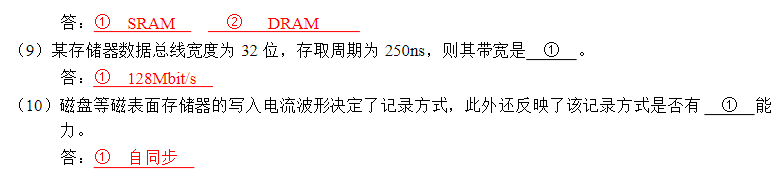 答：① SRAM ② DRAM
（9）某存储器数据总线宽度为 32 位，存取周期为 250ns，则其带宽是 ① 。
答：① 128Mbit/s
（10）磁盘等磁表面存储器的写入电流波形决定了记录方式，此外还反映了该记录方式是否有 ① 能
力。
答：① 自同步